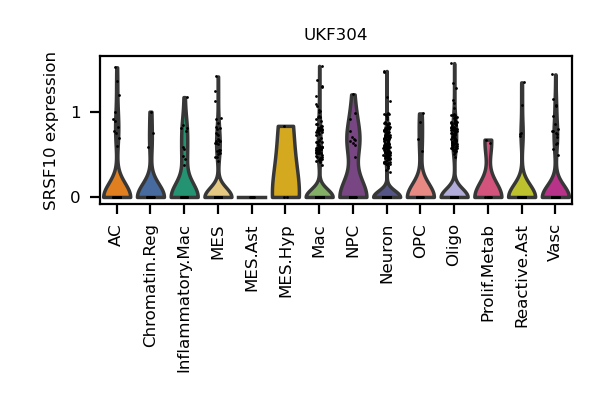 UKF304
SRSF10 expression
1
0
AC
Chromatin.Reg
Inflammatory.Mac
MES
MES.Ast
MES.Hyp
Mac
NPC
Neuron
OPC
Oligo
Prolif.Metab
Reactive.Ast
Vasc